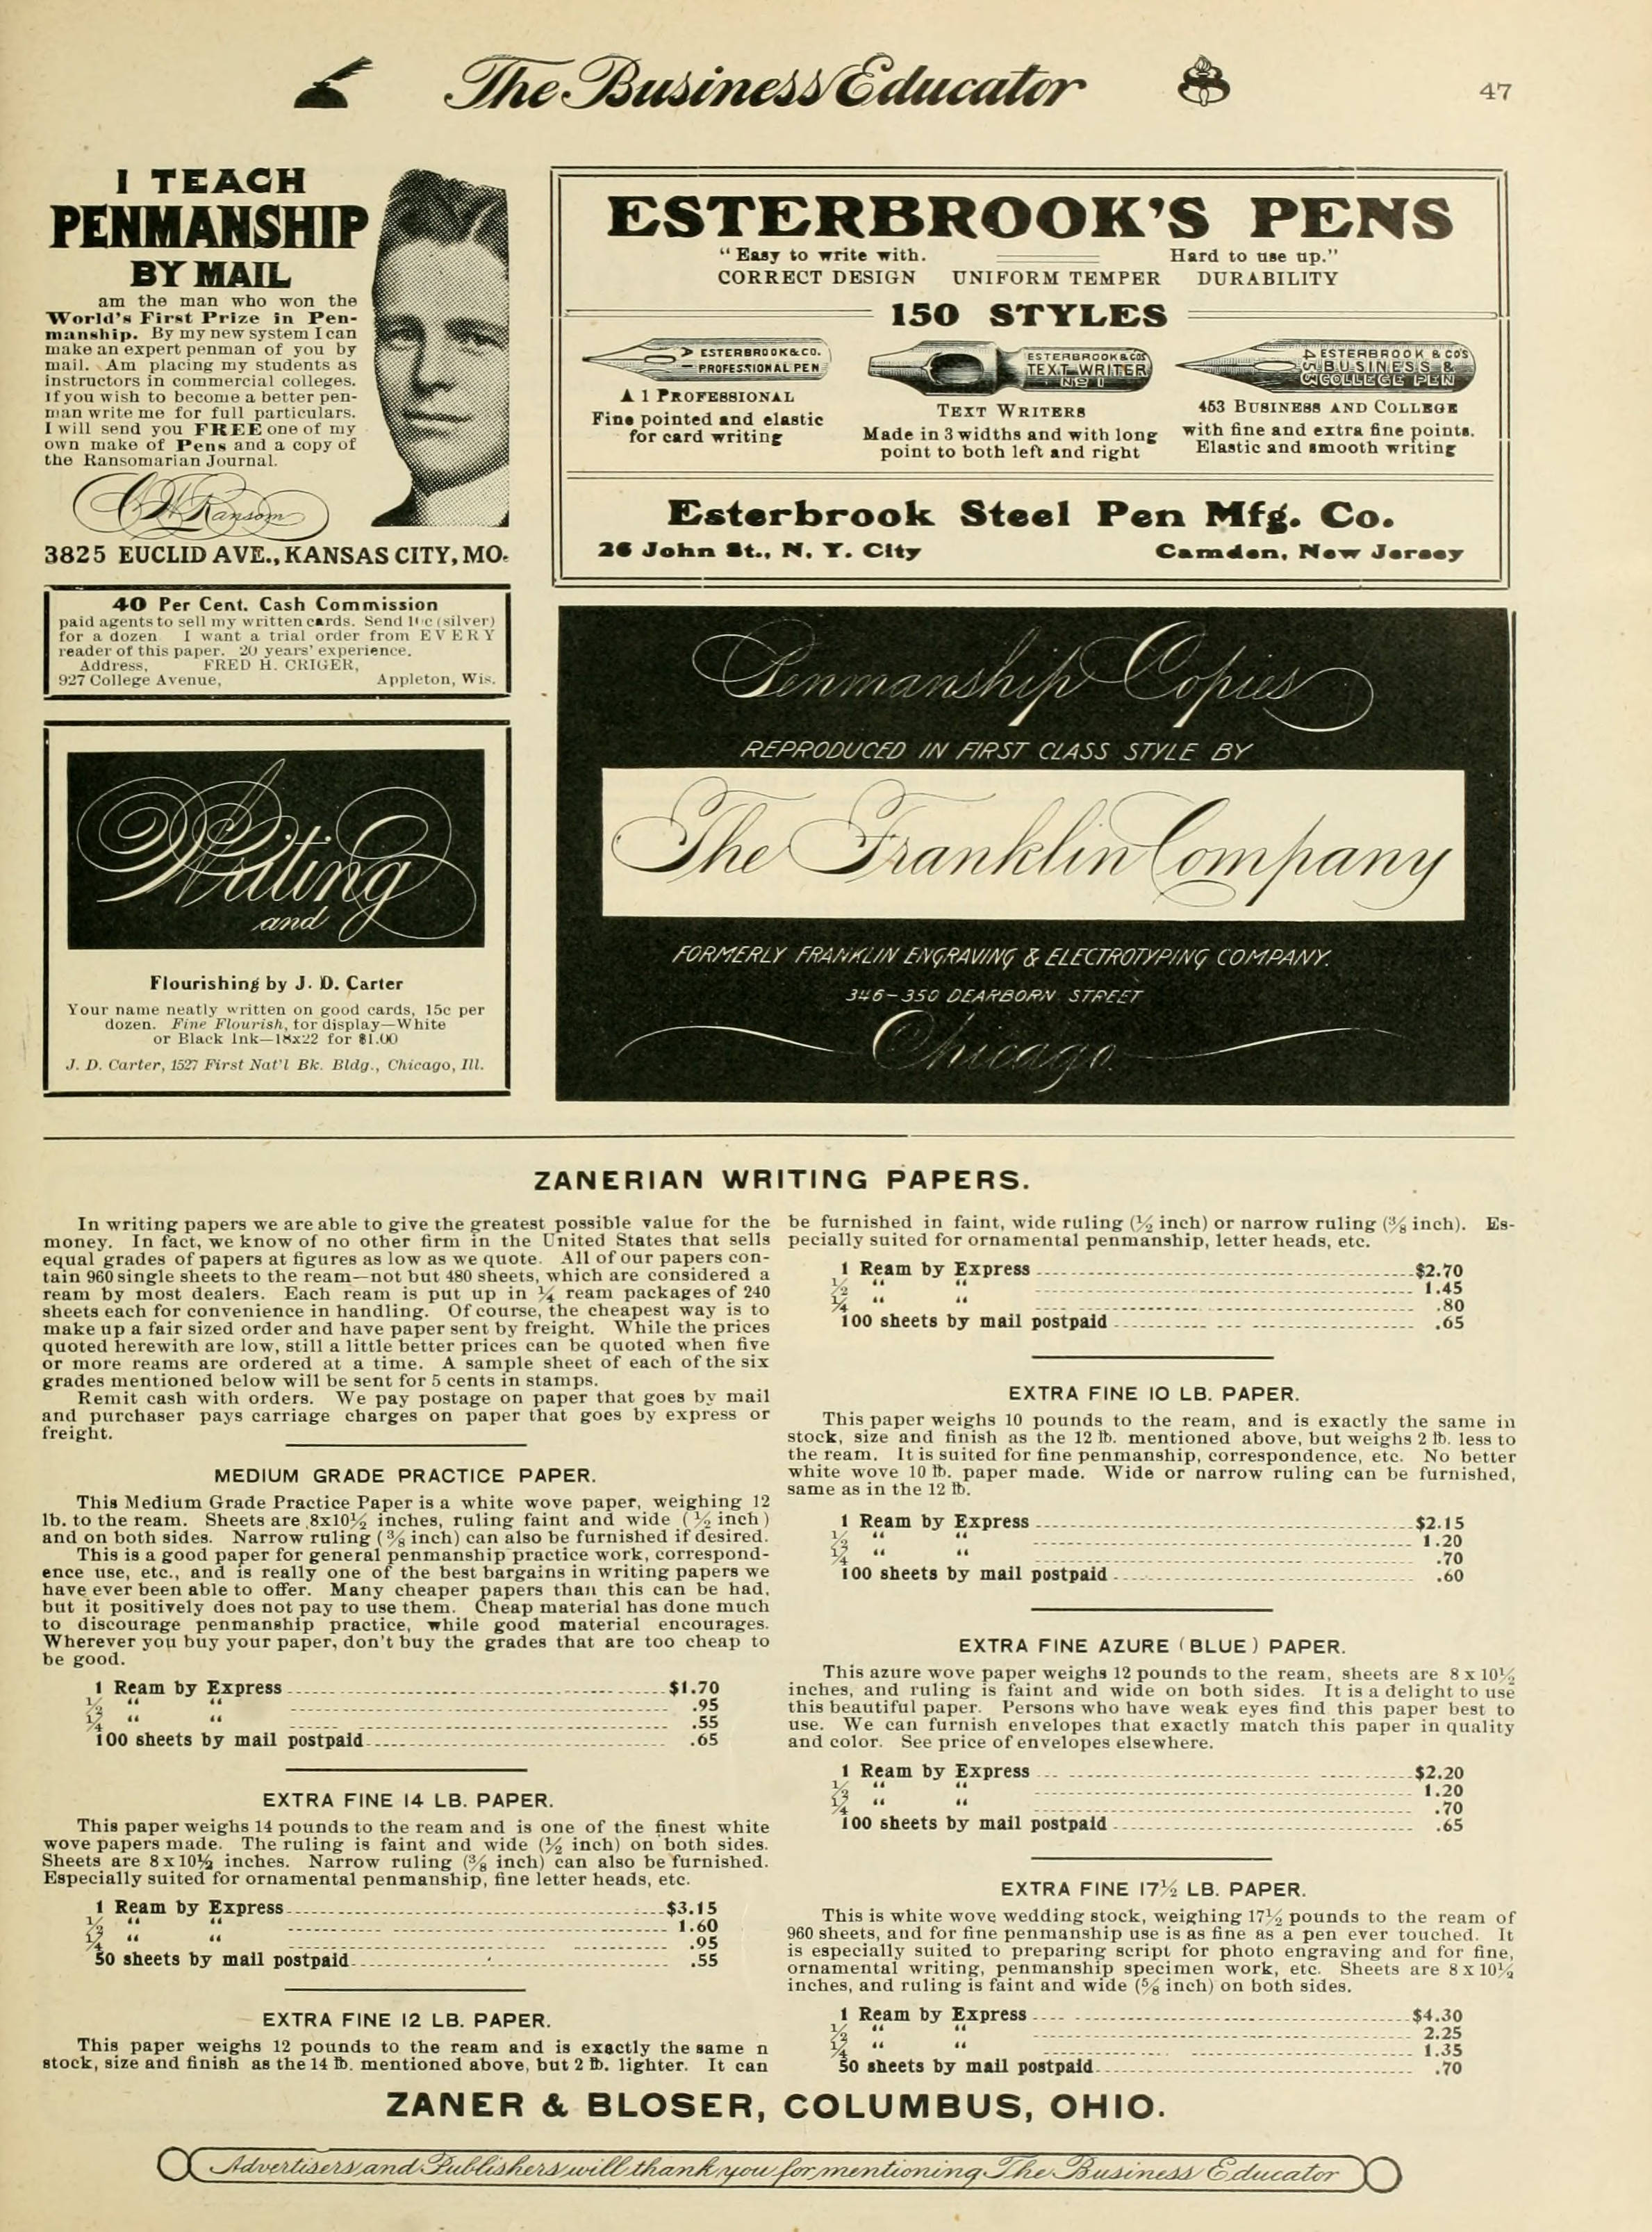 The Business Educator
47
I TEACH
PENMANSHIP
BY MAIL
am the man who won the
World's First Prize in Pen-
manship. By my new system I can
make an expert penman of you by
mail. Am placing my students as
instructors in commercial colleges.
If you wish to become a better pen-
man write me for full particulars.
I will send you FREE one of my
own make of Pens and a copy of
the Ransomarian Journal.
C. W. Ransom
3825 EUCLID AVE., KANSAS CITY, MO.
40 Per Cent. Cash Commission
paid agents to sell my written cards. Send 10c (silver)
for a dozen I want a trial order from EVERY
reader of this paper. 20 years' experience.
Address, FRED H. CRIGER,
927 College Avenue, Appleton, Wis.
Writing
and
Flourishing by J. D. Carter
Your name neatly written on good cards, 15c per
dozen. Fine Flourish, tor display—White
or Black Ink—18x22 for $1.00
J. D. Carter, 1527 First Nat'l Bk. Bldg., Chicago, Ill.
ESTERBROOK'S PENS
"Easy to write with. Hard to use up."
CORRECT DESIGN UNIFORM TEMPER DURABILITY
150 STYLES
ESTERBROOK & CO.
PROFESSIONAL PEN
ESTERBROOK & COS
TEXT WRITER
No 1
ESTERBROOK & CO'S
BUSINESS &
COLLEGE PEN
453
A 1 PROFESSIONAL
Fine pointed and elastic
for card writing
TEXT WRITERS
Made in 3 widths and with long
point to both left and right
453 BUSINESS AND COLLEGE
with fine and extra fine points.
Elastic and smooth writing
Esterbrook Steel Pen Mfg. Co.
26 John St., N. Y. City Camden, New Jersey
Penmanship Copies
REPRODUCED IN FIRST CLASS STYLE BY
The Franklin Company
FORMERLY FRANKLIN ENGRAVING & ELECTROTYPING COMPANY.
346-350 DEARBORN STREET
Chicago.
ZANERIAN WRITING PAPERS.
In writing papers we are able to give the greatest possible value for the
money. In fact, we know of no other firm in the United States that sells
equal grades of papers at figures as low as we quote. All of our papers con-
tain 960 single sheets to the ream—not but 480 sheets, which are considered a
ream by most dealers. Each ream is put up in ¼ ream packages of 240
sheets each for convenience in handling. Of course, the cheapest way is to
make up a fair sized order and have paper sent by freight. While the prices
quoted herewith are low, still a little better prices can be quoted when five
or more reams are ordered at a time. A sample sheet of each of the six
grades mentioned below will be sent for 5 cents in stamps.
Remit cash with orders. We pay postage on paper that goes by mail
and purchaser pays carriage charges on paper that goes by express or
freight.
MEDIUM GRADE PRACTICE PAPER.
This Medium Grade Practice Paper is a white wove paper, weighing 12
lb. to the ream. Sheets are 8x10½ inches, ruling faint and wide (½ inch)
and on both sides. Narrow ruling (⅜ inch) can also be furnished if desired.
This is a good paper for general penmanship practice work, correspond-
ence use, etc., and is really one of the best bargains in writing papers we
have ever been able to offer. Many cheaper papers than this can be had,
but it positively does not pay to use them. Cheap material has done much
to discourage penmanship practice, while good material encourages.
Wherever you buy your paper, don't buy the grades that are too cheap to
be good.
1 Ream by Express $1.70
½ " " .95
¼ " " .55
100 sheets by mail postpaid .65
EXTRA FINE 14 LB. PAPER.
This paper weighs 14 pounds to the ream and is one of the finest white
wove papers made. The ruling is faint and wide (½ inch) on both sides.
Sheets are 8x10½ inches. Narrow ruling (⅜ inch) can also be furnished.
Especially suited for ornamental penmanship, fine letter heads, etc.
1 Ream by Express $3.15
½ " " 1.60
¼ " " .95
50 sheets by mail postpaid .55
EXTRA FINE 12 LB. PAPER.
This paper weighs 12 pounds to the ream and is exactly the same n
stock, size and finish as the 14 lb. mentioned above, but 2 lb. lighter. It can
be furnished in faint, wide ruling (½ inch) or narrow ruling (⅜ inch). Es-
pecially suited for ornamental penmanship, letter heads, etc.
1 Ream by Express $2.70
½ " " 1.45
¼ " " .80
100 sheets by mail postpaid .65
EXTRA FINE 10 LB. PAPER.
This paper weighs 10 pounds to the ream, and is exactly the same in
stock, size and finish as the 12 lb. mentioned above, but weighs 2 lb. less to
the ream. It is suited for fine penmanship, correspondence, etc. No better
white wove 10 lb. paper made. Wide or narrow ruling can be furnished,
same as in the 12 lb.
1 Ream by Express $2.15
½ " " 1.20
¼ " " .70
100 sheets by mail postpaid .60
EXTRA FINE AZURE (BLUE) PAPER.
This azure wove paper weighs 12 pounds to the ream, sheets are 8 x 10½
inches, and ruling is faint and wide on both sides. It is a delight to use
this beautiful paper. Persons who have weak eyes find this paper best to
use. We can furnish envelopes that exactly match this paper in quality
and color. See price of envelopes elsewhere.
1 Ream by Express $2.20
½ " " 1.20
¼ " " .70
100 sheets by mail postpaid .65
EXTRA FINE 17½ LB. PAPER.
This is white wove wedding stock, weighing 17½ pounds to the ream of
960 sheets, and for fine penmanship use is as fine as a pen ever touched. It
is especially suited to preparing script for photo engraving and for fine,
ornamental writing, penmanship specimen work, etc. Sheets are 8 x 10½
inches, and ruling is faint and wide (⅝ inch) on both sides.
1 Ream by Express $4.30
½ " " 2.25
¼ " " 1.35
50 sheets by mail postpaid .70
ZANER & BLOSER, COLUMBUS, OHIO.
Advertisers and Publishers will thank you for mentioning The Business Educator